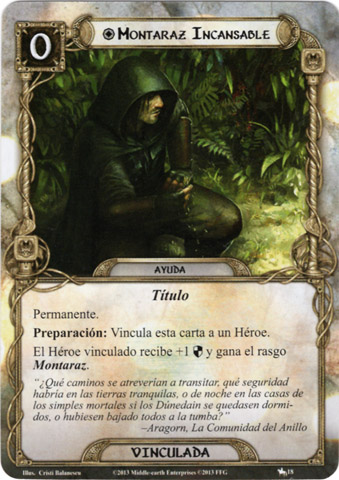 0
Montaraz Incansable
AYUDA
Título
Permanente.
Preparación: Vincula esta carta a un Héroe.
El Héroe vinculado recibe +1 y gana el rasgo
Montaraz.
“¿Qué caminos se atreverían a transitar, qué seguridad
habría en las tierras tranquilas, o de noche en las casas de
los simples mortales si los Dúnedain se quedasen dormi-
dos, o hubiesen bajado todos a la tumba?”
–Aragorn, La Comunidad del Anillo
VINCULADA
Illus. Cristi Balanescu
©2013 Middle-earth Enterprises ©2013 FFG
18